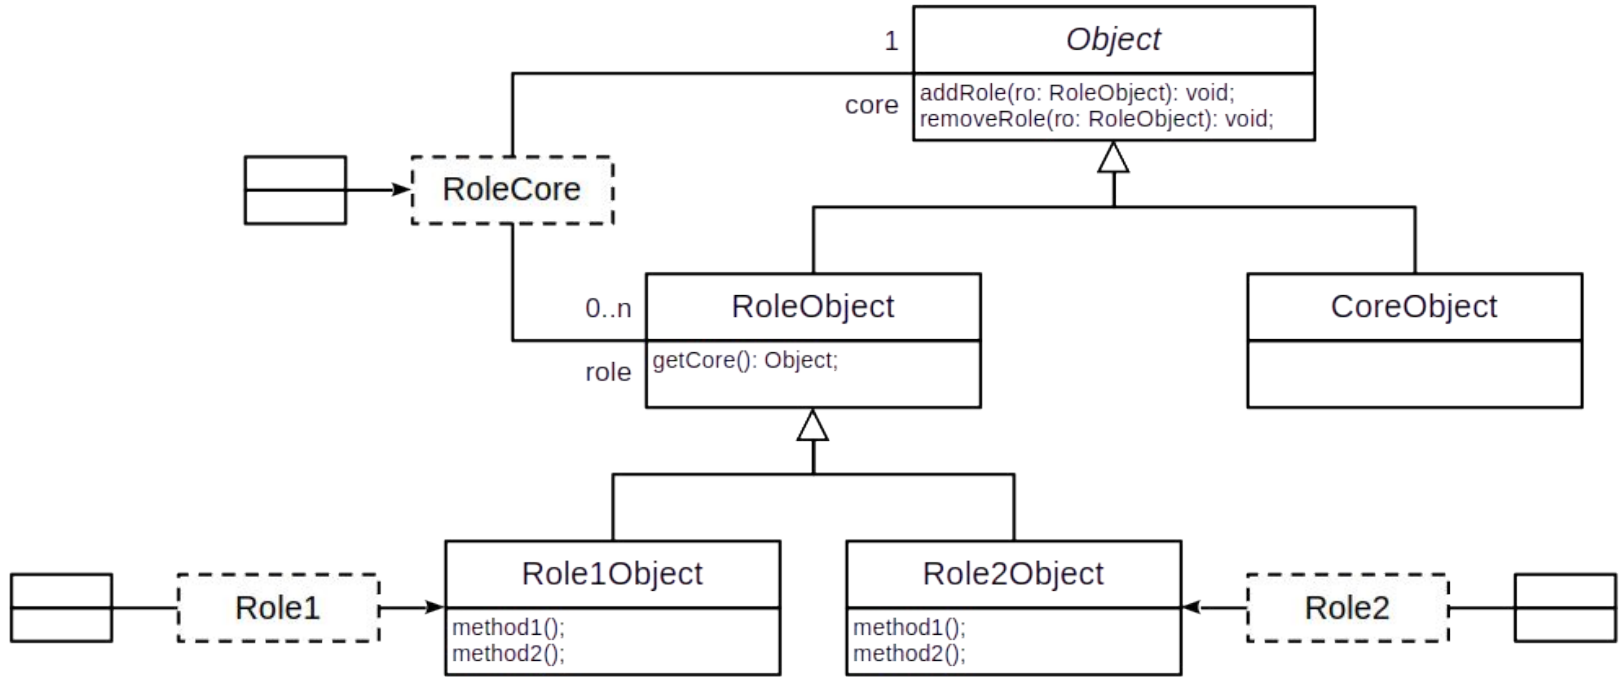 1
Object
core
addRole(ro: RoleObject): void;
removeRole(ro: RoleObject): void;
RoleCore
0..n
RoleObject
CoreObject
role
getCore(): Object;
Role1
Role1Object
Role2Object
Role2
method1();
method2();
method1();
method2();